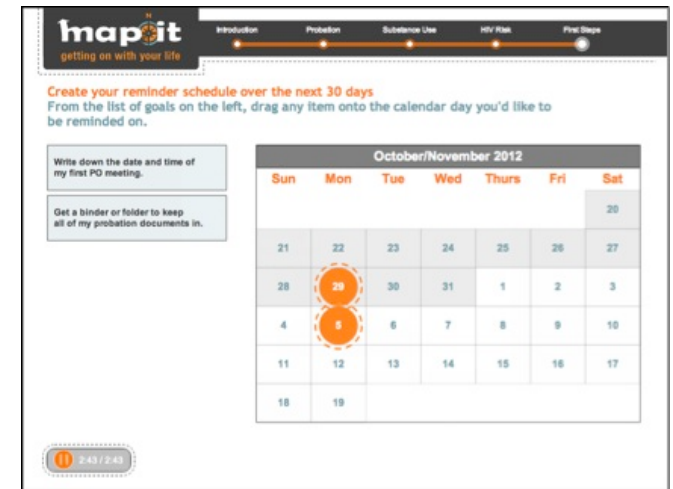 mapit
getting on with your life
Introduction Probation Substance Use HIV Risk First Steps
Create your reminder schedule over the next 30 days
From the list of goals on the left, drag any item onto the calendar day you'd like to
be reminded on.
Write down the date and time of
my first PO meeting.
Get a binder or folder to keep
all of my probation documents in.
October/November 2012
Sun Mon Tue Wed Thurs Fri Sat
20
21 22 23 24 25 26 27
28 29 30 31 1 2 3
4 5 6 7 8 9 10
11 12 13 14 15 16 17
18 19
2:43 / 2:43